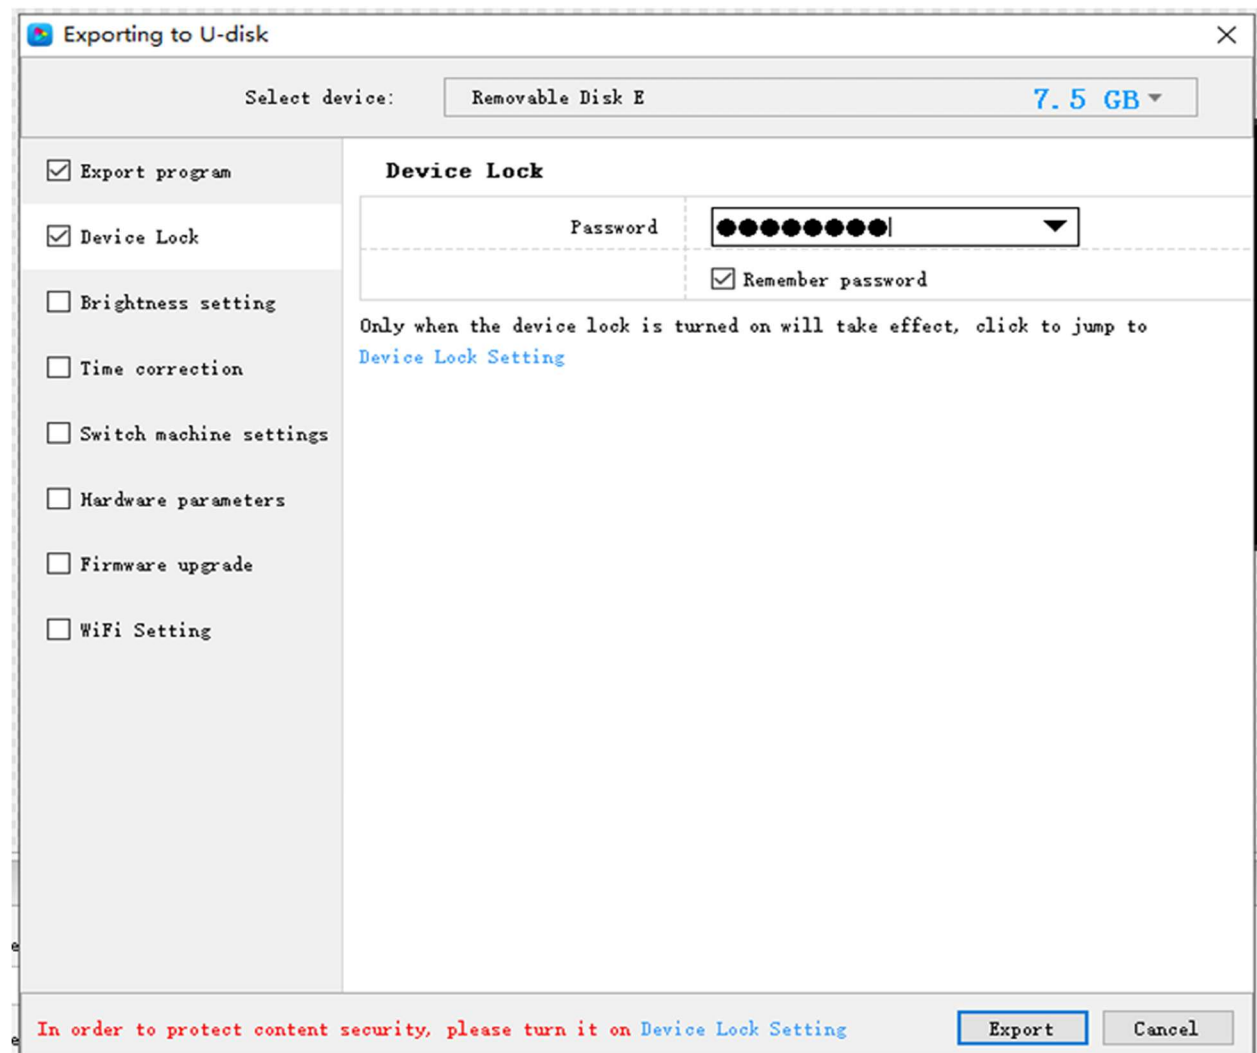 Exporting to U-disk
Select device: Removable Disk E 7.5 GB
Export program
Device Lock
Brightness setting
Time correction
Switch machine settings
Hardware parameters
Firmware upgrade
WiFi Setting
Device Lock
Password ●●●●●●●●
Remember password
Only when the device lock is turned on will take effect, click to jump to
Device Lock Setting
In order to protect content security, please turn it on Device Lock Setting
Export Cancel